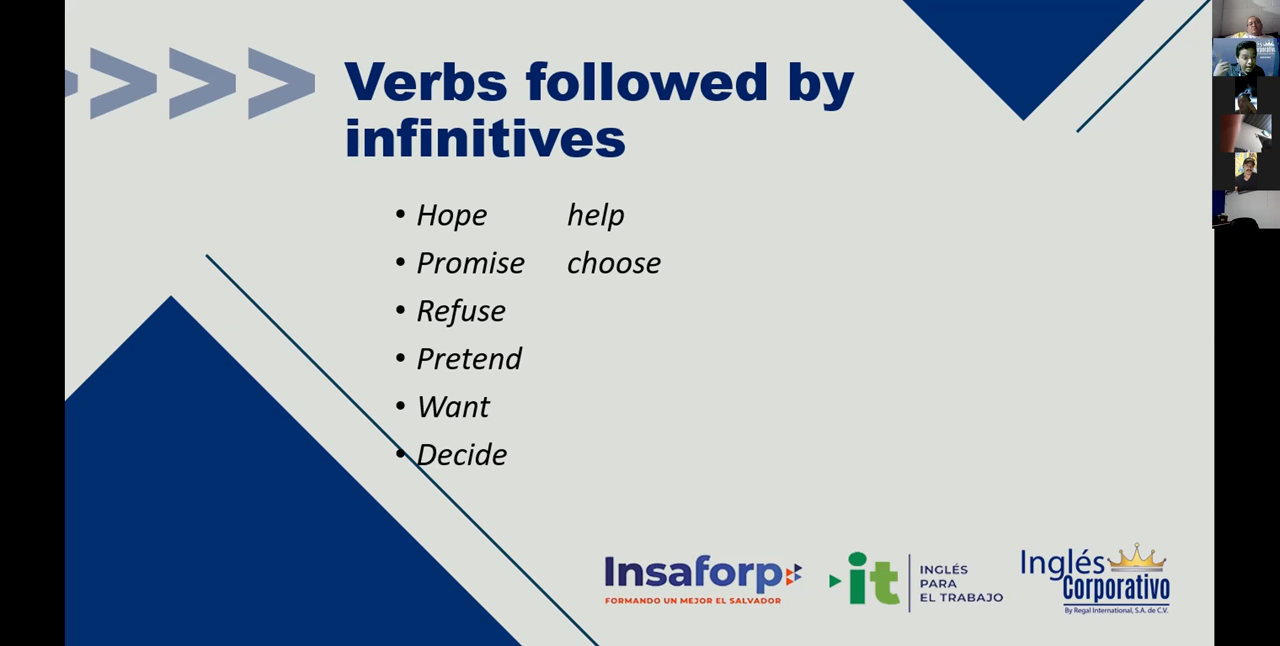 Verbs followed by
infinitives
• Hope help
• Promise choose
• Refuse
• Pretend
• Want
• Decide
Insaforp
FORMANDO UN MEJOR EL SALVADOR
it
INGLÉS
PARA
EL TRABAJO
Inglés
Corporativo
By Regal International, S.A. de C.V.